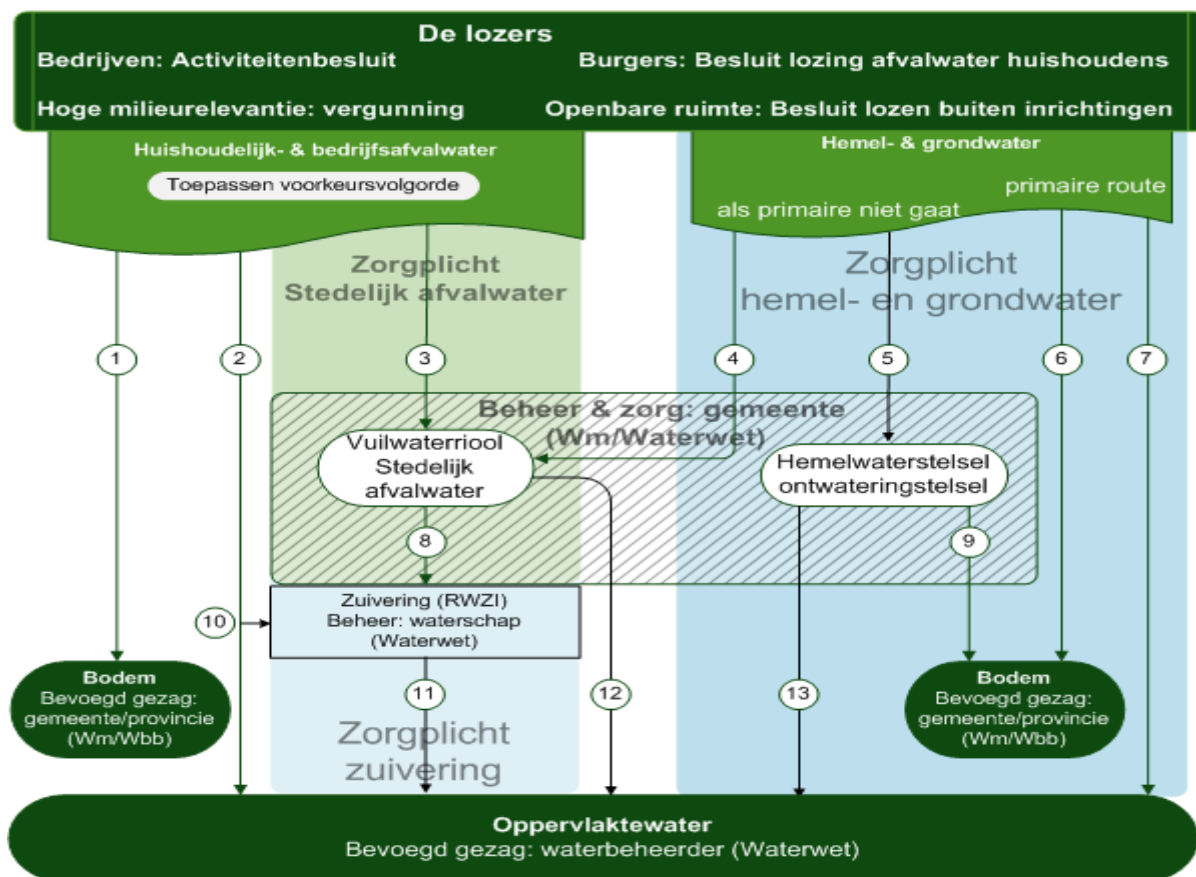 De lozers
Bedrijven: Activiteitenbesluit
Burgers: Besluit lozing afvalwater huishoudens
Hoge milieurelevantie: vergunning
Openbare ruimte: Besluit lozen buiten inrichtingen
Huishoudelijk- & bedrijfsafvalwater
Toepassen voorkeursvolgorde
Hemel- & grondwater
primaire route
als primaire niet gaat
Zorgplicht
Stedelijk afvalwater
Zorgplicht
hemel- en grondwater
1
2
3
4
5
6
7
Beheer & zorg: gemeente
(Wm/Waterwet)
Vuilwaterriool
Stedelijk
afvalwater
Hemelwaterstelsel
ontwateringstelsel
8
9
10
Zuivering (RWZI)
Beheer: waterschap
(Waterwet)
11
12
13
Bodem
Bevoegd gezag:
gemeente/provincie
(Wm/Wbb)
Zorgplicht
zuivering
Bodem
Bevoegd gezag:
gemeente/provincie
(Wm/Wbb)
Oppervlaktewater
Bevoegd gezag: waterbeheerder (Waterwet)